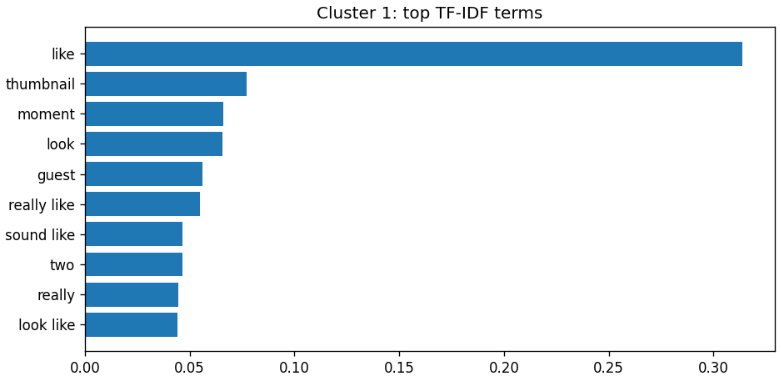 Cluster 1: top TF-IDF terms
like
thumbnail
moment
look
guest
really like
sound like
two
really
look like
0.00 0.05 0.10 0.15 0.20 0.25 0.30